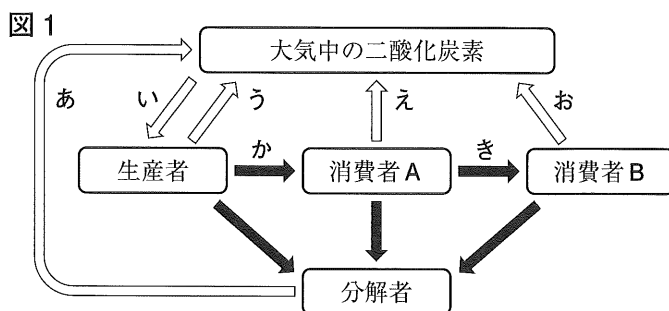 図1
大気中の二酸化炭素
あ い う え お
生産者 か 消費者A き 消費者B
分解者